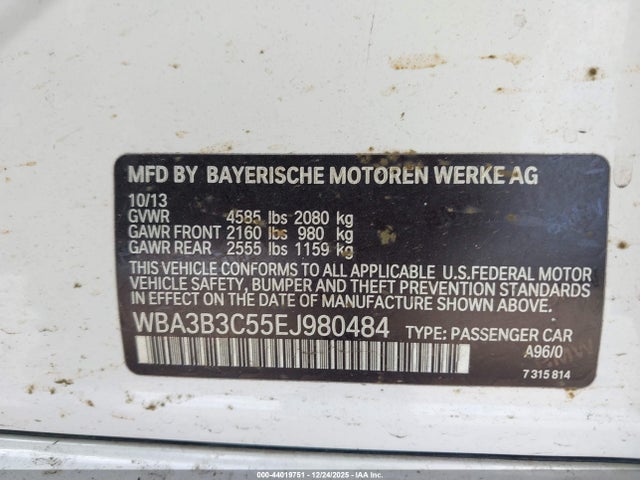 MFD BY BAYERISCHE MOTOREN WERKE AG
10/13
GVWR 4585 lbs 2080 kg
GAWR FRONT 2160 lbs 980 kg
GAWR REAR 2555 lbs 1159 kg
THIS VEHICLE CONFORMS TO ALL APPLICABLE U.S.FEDERAL MOTOR
VEHICLE SAFETY, BUMPER AND THEFT PREVENTION STANDARDS
IN EFFECT ON THE DATE OF MANUFACTURE SHOWN ABOVE.
WBA3B3C55EJ980484 TYPE: PASSENGER CAR
A96/0
7 315 814
000-44019751 - 12/24/2025 - IAA Holdings, LLC